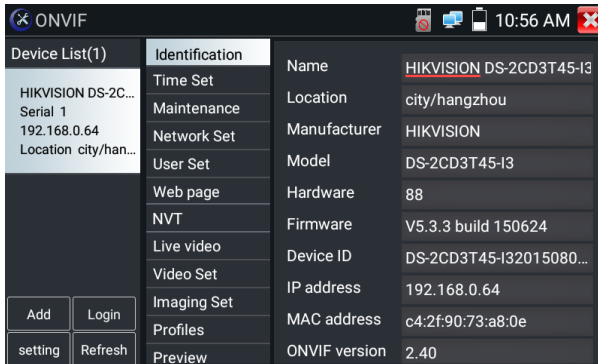 ONVIF
10:56 AM
Device List(1)
HIKVISION DS-2C...
Serial 1
192.168.0.64
Location city/han...
Add
Login
setting
Refresh
Identification
Time Set
Maintenance
Network Set
User Set
Web page
NVT
Live video
Video Set
Imaging Set
Profiles
Preview
Name HIKVISION DS-2CD3T45-I3
Location city/hangzhou
Manufacturer HIKVISION
Model DS-2CD3T45-I3
Hardware 88
Firmware V5.3.3 build 150624
Device ID DS-2CD3T45-I32015080...
IP address 192.168.0.64
MAC address c4:2f:90:73:a8:0e
ONVIF version 2.40